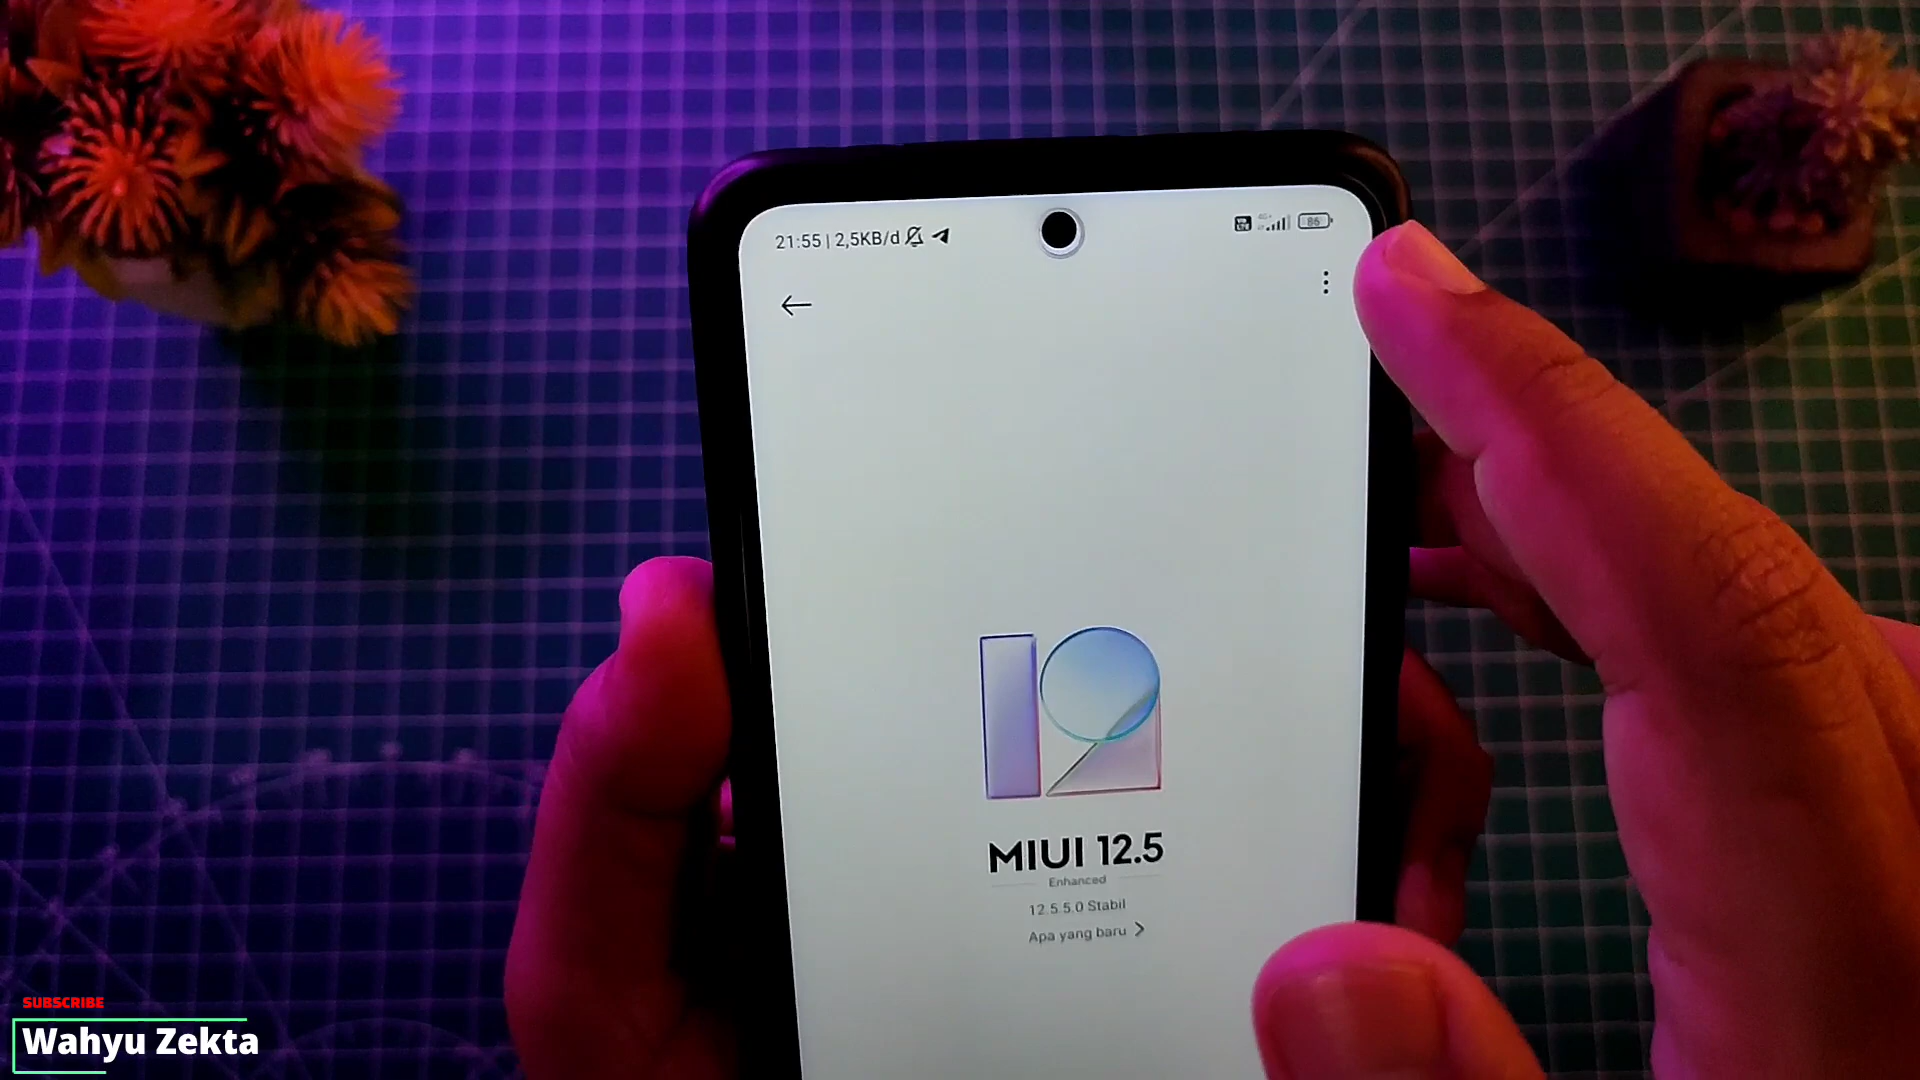 21:55 | 2,5KB/d
86
MIUI 12.5
Enhanced
12.5.5.0 Stabil
Apa yang baru
SUBSCRIBE
Wahyu Zekta